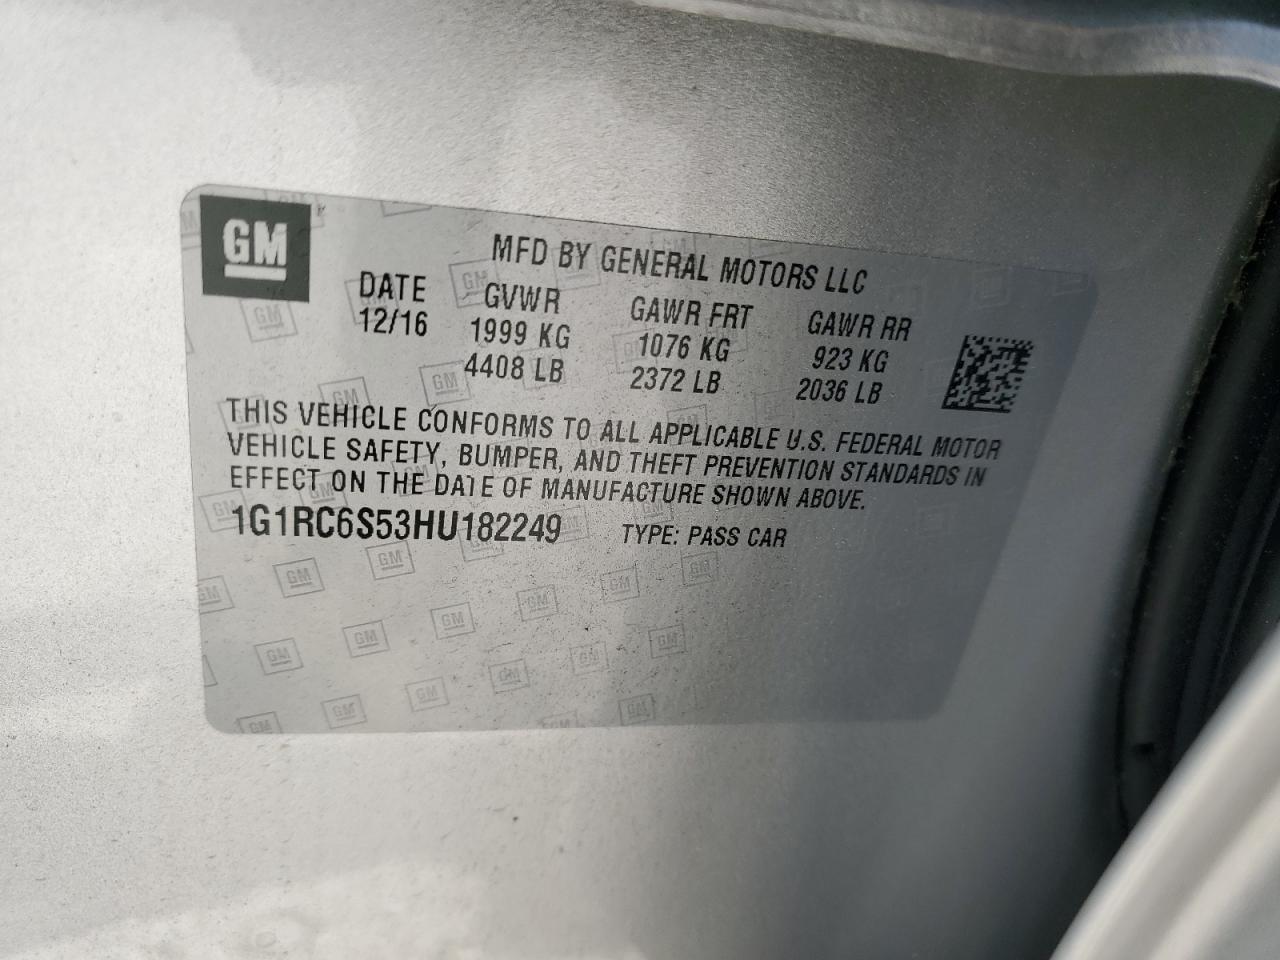 GM
MFD BY GENERAL MOTORS LLC
DATE GVWR GAWR FRT GAWR RR
12/16 1999 KG 1076 KG 923 KG
4408 LB 2372 LB 2036 LB
THIS VEHICLE CONFORMS TO ALL APPLICABLE U.S. FEDERAL MOTOR
VEHICLE SAFETY, BUMPER, AND THEFT PREVENTION STANDARDS IN
EFFECT ON THE DATE OF MANUFACTURE SHOWN ABOVE.
1G1RC6S53HU182249 TYPE: PASS CAR